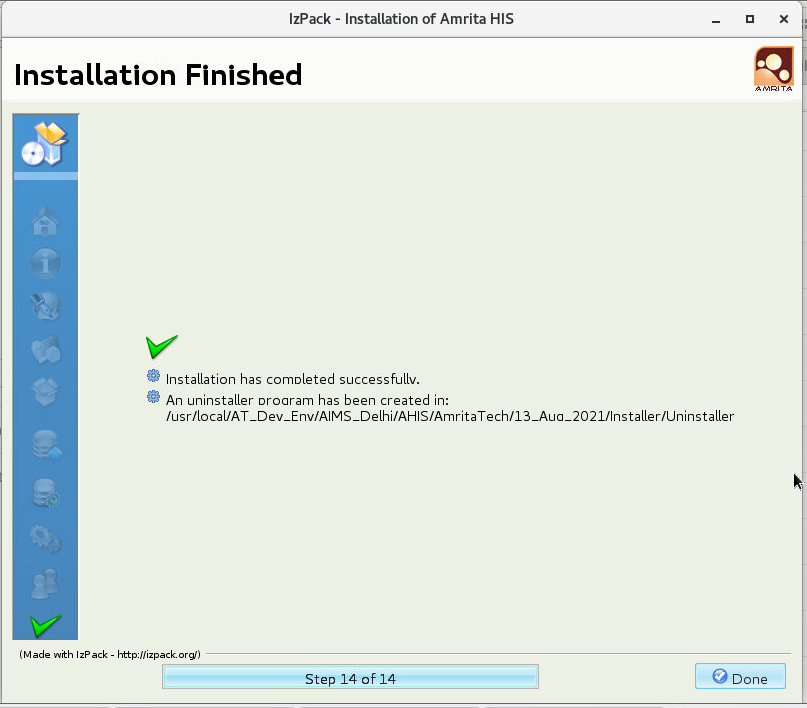 IzPack - Installation of Amrita HIS
Installation Finished
AMRITA
Installation has completed successfully.
An uninstaller program has been created in:
/usr/local/AT_Dev_Env/AIMS_Delhi/AHIS/AmritaTech/13_Aug_2021/Installer/Uninstaller
(Made with IzPack - http://izpack.org/)
Step 14 of 14
Done